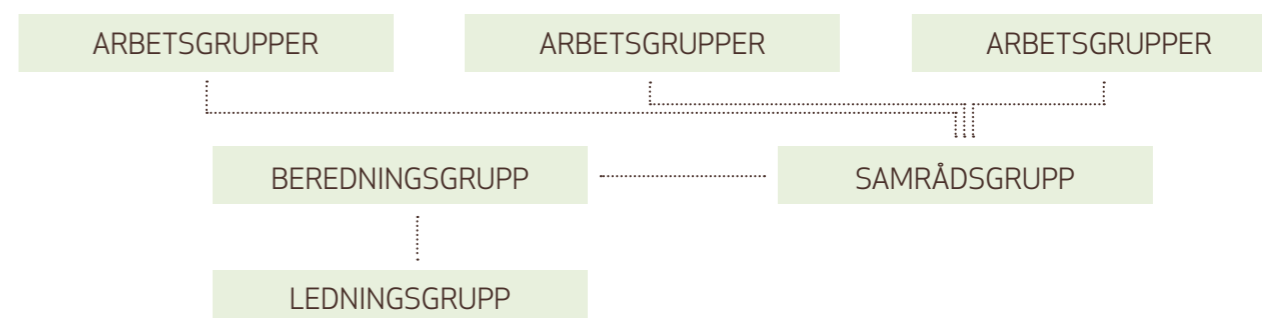 ARBETSGRUPPER
ARBETSGRUPPER
ARBETSGRUPPER
BEREDNINGSGRUPP
SAMRÅDSGRUPP
LEDNINGSGRUPP